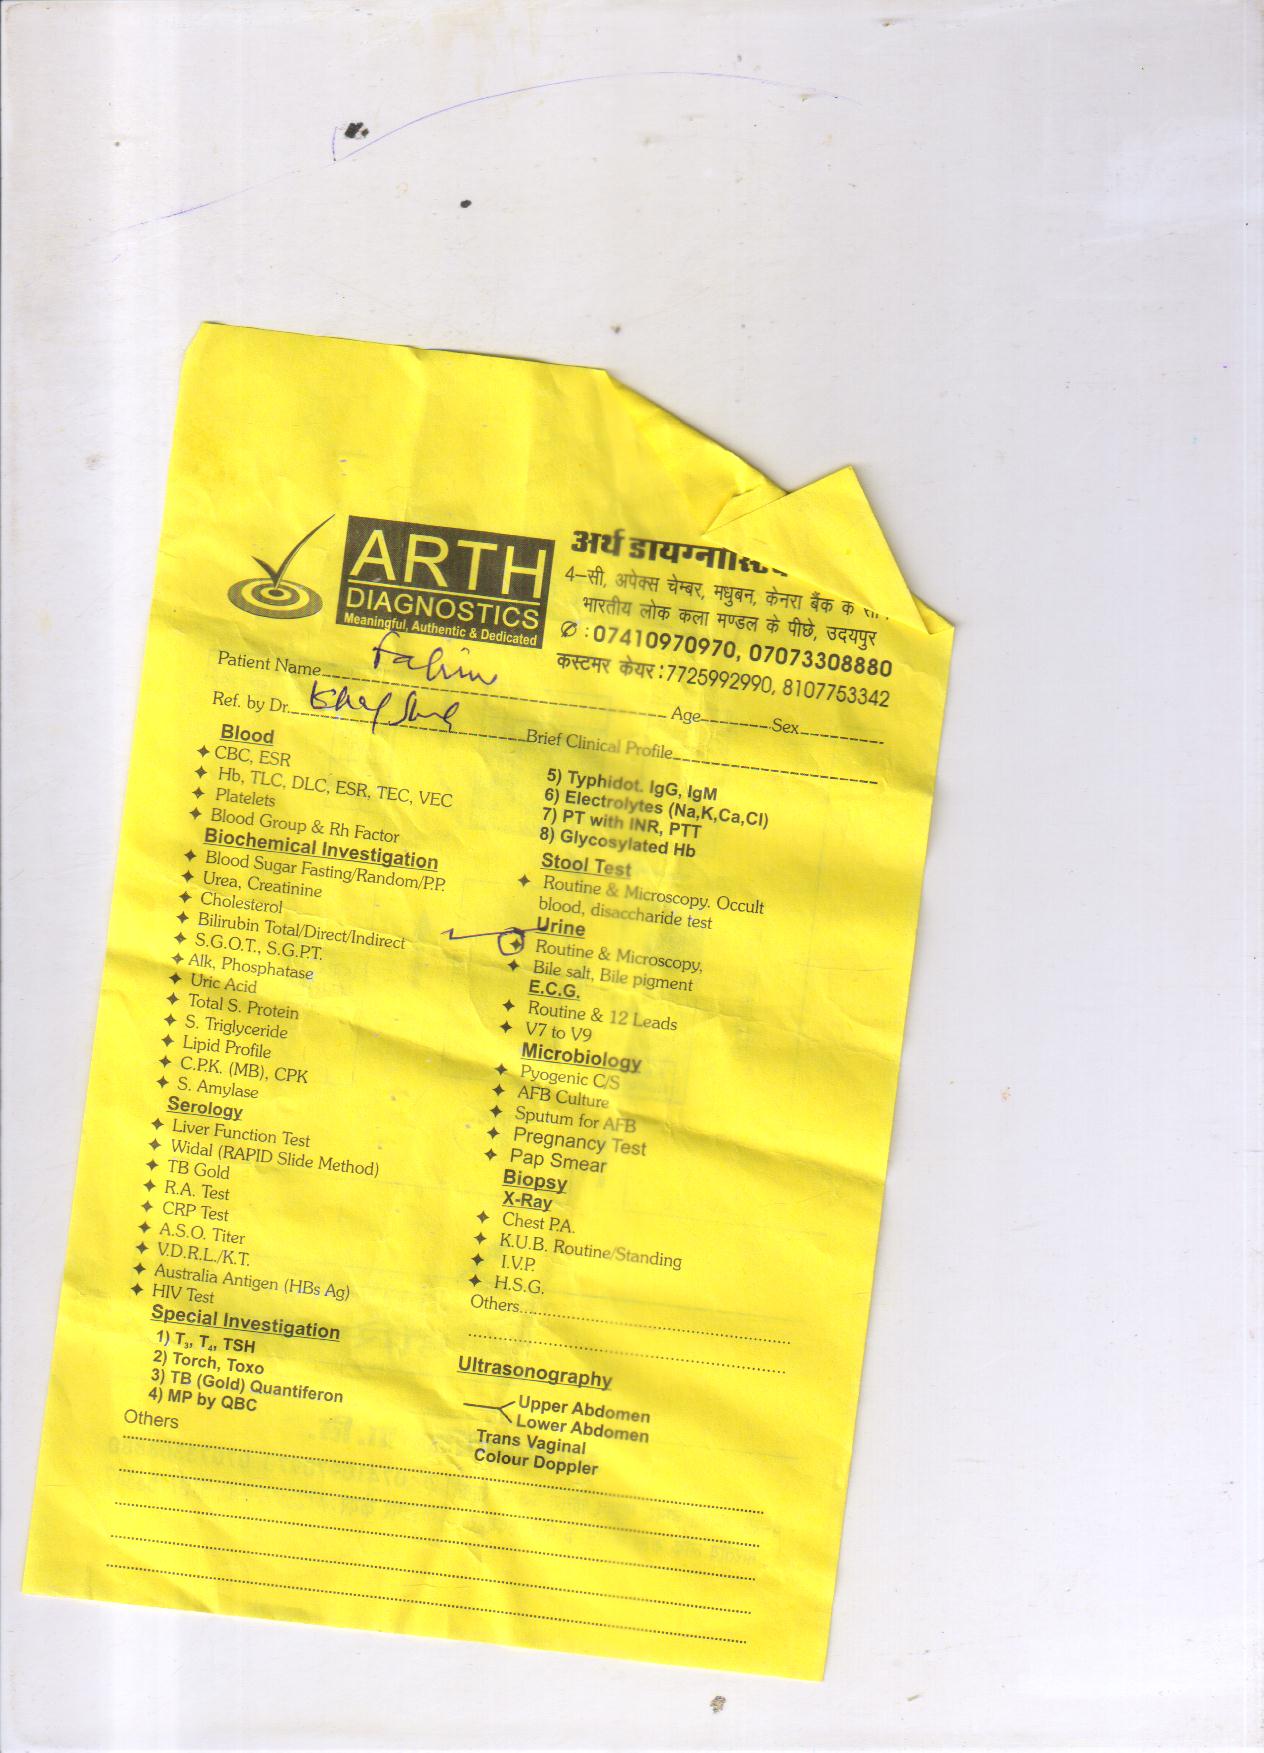 ARTH
DIAGNOSTICS
Meaningful, Authentic & Dedicated
अर्थ डायग्नोस्टि
4-सी, अपेक्स चेम्बर, मधुबन, केनरा बैंक के
भारतीय लोक कला मण्डल के पीछे, उदयपुर
: 07410970970, 07073308880
कस्टमर केयर : 7725992990, 8107753342
Patient Name Fahim
Age Sex
Ref. by Dr.
Brief Clinical Profile
Blood
CBC, ESR
Hb, TLC, DLC, ESR, TEC, VEC
Platelets
Blood Group & Rh Factor
Biochemical Investigation
Blood Sugar Fasting/Random/P.P.
Urea, Creatinine
Cholesterol
Bilirubin Total/Direct/Indirect
S.G.O.T., S.G.P.T.
Alk, Phosphatase
Uric Acid
Total S. Protein
S. Triglyceride
Lipid Profile
C.P.K. (MB), CPK
S. Amylase
Serology
Liver Function Test
Widal (RAPID Slide Method)
TB Gold
R.A. Test
CRP Test
A.S.O. Titer
V.D.R.L./K.T.
Australia Antigen (HBs Ag)
HIV Test
Special Investigation
1) T3, T4, TSH
2) Torch, Toxo
3) TB (Gold) Quantiferon
4) MP by QBC
Others
5) Typhidot. IgG, IgM
6) Electrolytes (Na,K,Ca,Cl)
7) PT with INR, PTT
8) Glycosylated Hb
Stool Test
Routine & Microscopy. Occult
blood, disaccharide test
Urine
Routine & Microscopy,
Bile salt, Bile pigment
E.C.G.
Routine & 12 Leads
V7 to V9
Microbiology
Pyogenic C/S
AFB Culture
Sputum for AFB
Pregnancy Test
Pap Smear
Biopsy
X-Ray
Chest P.A.
K.U.B. Routine/Standing
I.V.P.
H.S.G.
Others
Ultrasonography
Upper Abdomen
Lower Abdomen
Trans Vaginal
Colour Doppler